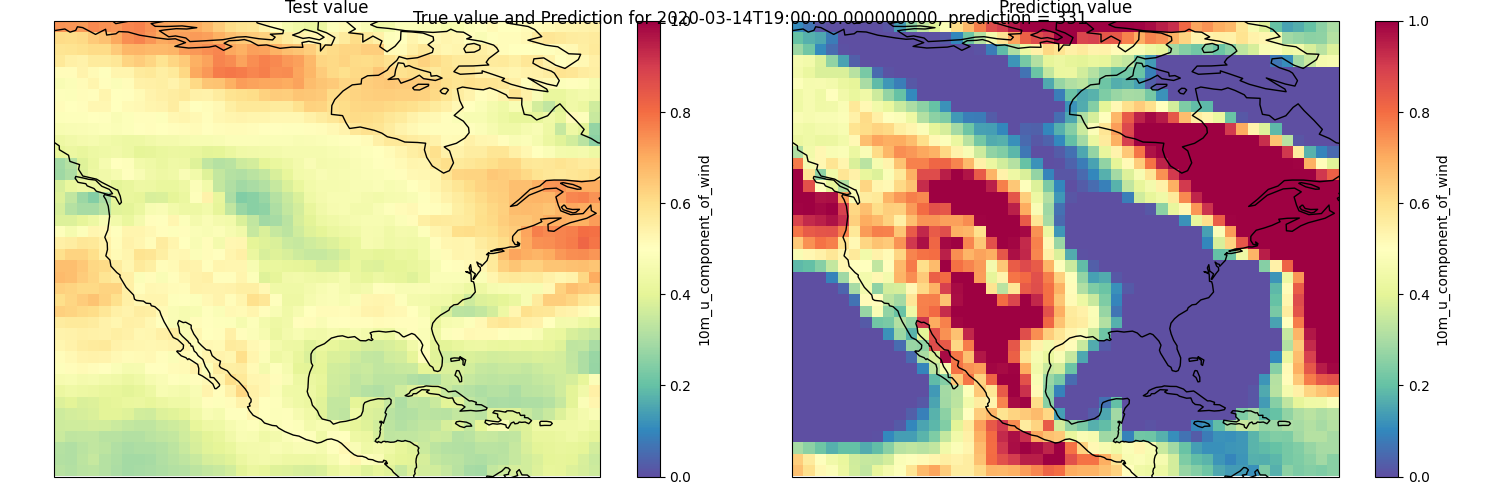 Test value
Prediction value
True value and Prediction for 2020-03-14T19:00:00.000000000, prediction = 331
1.0
0.8
0.6
0.4
0.2
0.0
10m_u_component_of_wind
1.0
0.8
0.6
0.4
0.2
0.0
10m_u_component_of_wind